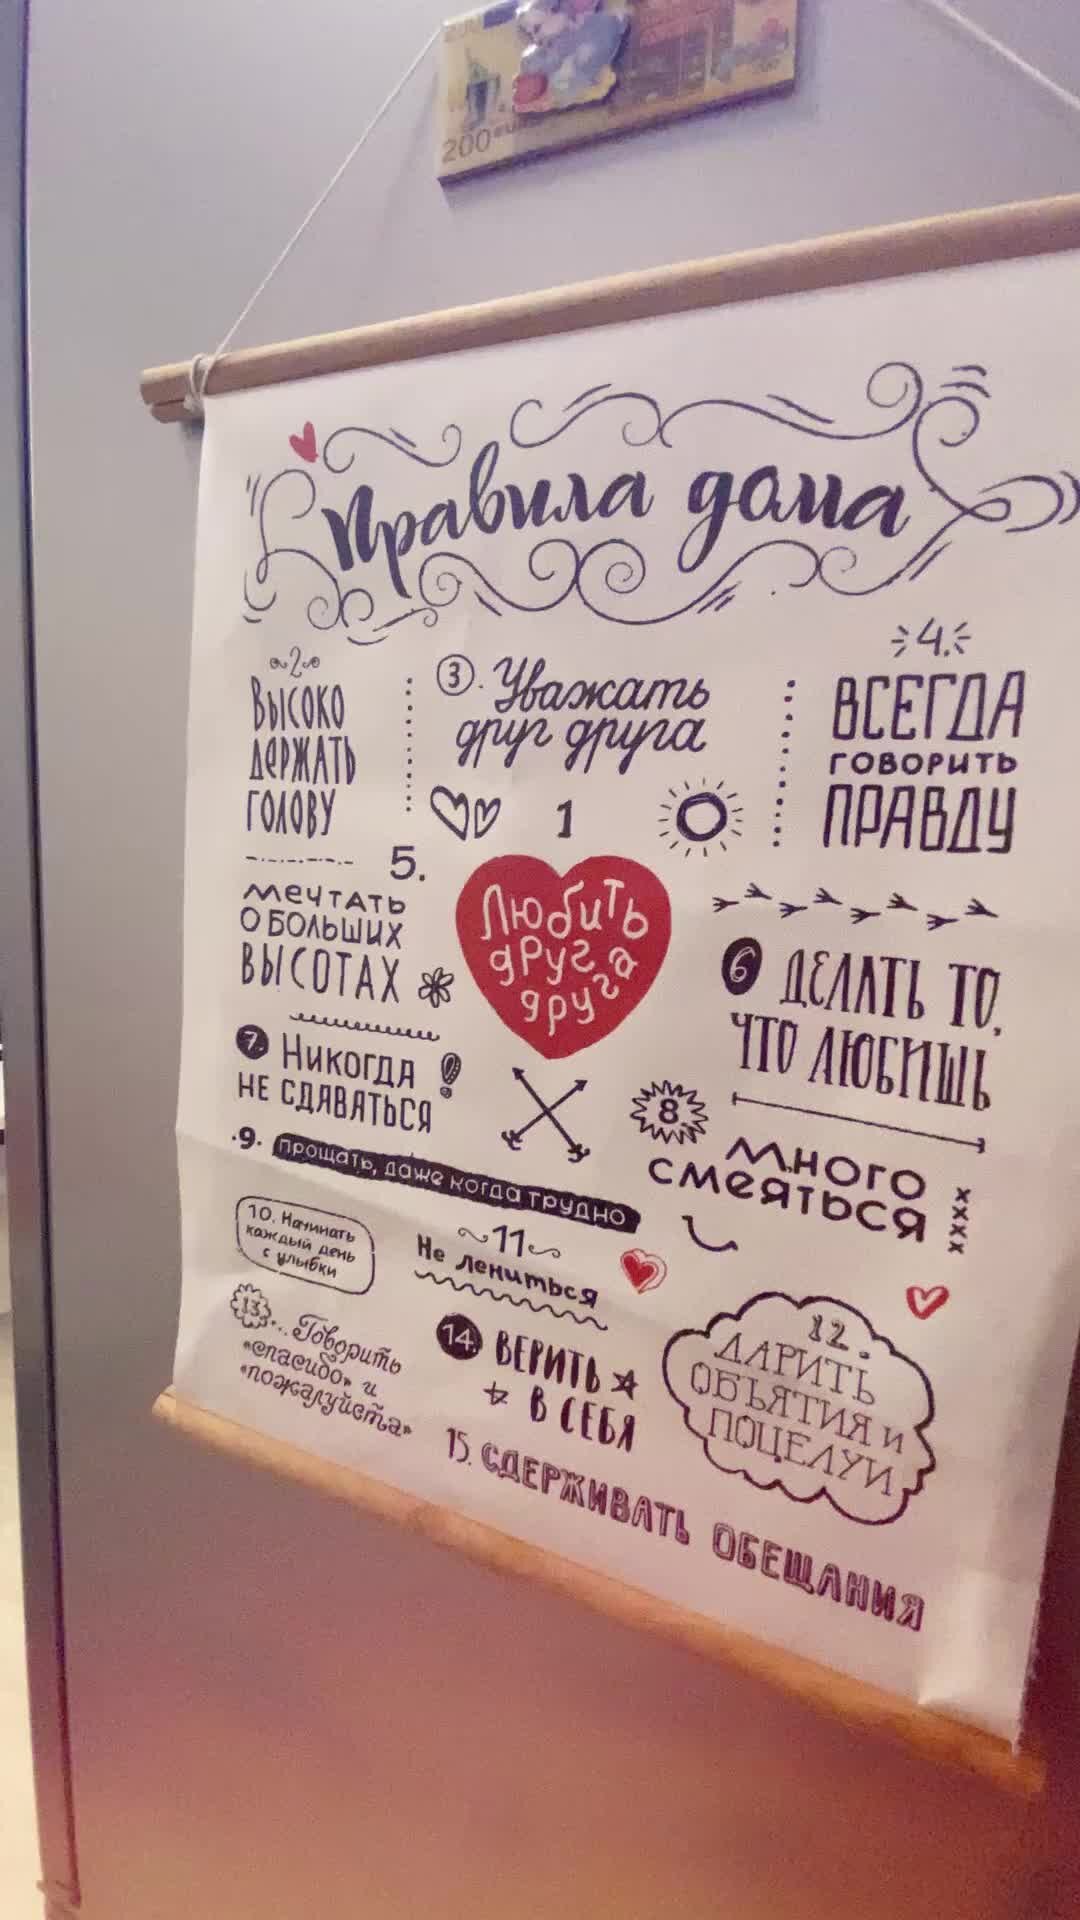 200 euro
Правила дома
2
Высоко
держать
голову
3. Уважать
друг друга
4.
ВСЕГДА
ГОВОРИТЬ
ПРАВДУ
1
Любить
друг
друга
5.
мечтать
о больших
высотах
6 ДЕЛАТЬ ТО,
ЧТО ЛЮБИШЬ
7. Никогда
не сдаваться !
8.
много
смеяться
.9. прощать, даже когда трудно
10. Начинать
каждый день
с улыбки
11
Не лениться
12.
ДАРИТЬ
ОБЪЯТИЯ и
ПОЦЕЛУИ
13... Говорить
«спасибо» и
«пожалуйста»
14. ВЕРИТЬ
В СЕБЯ
15. СДЕРЖИВАТЬ ОБЕЩАНИЯ